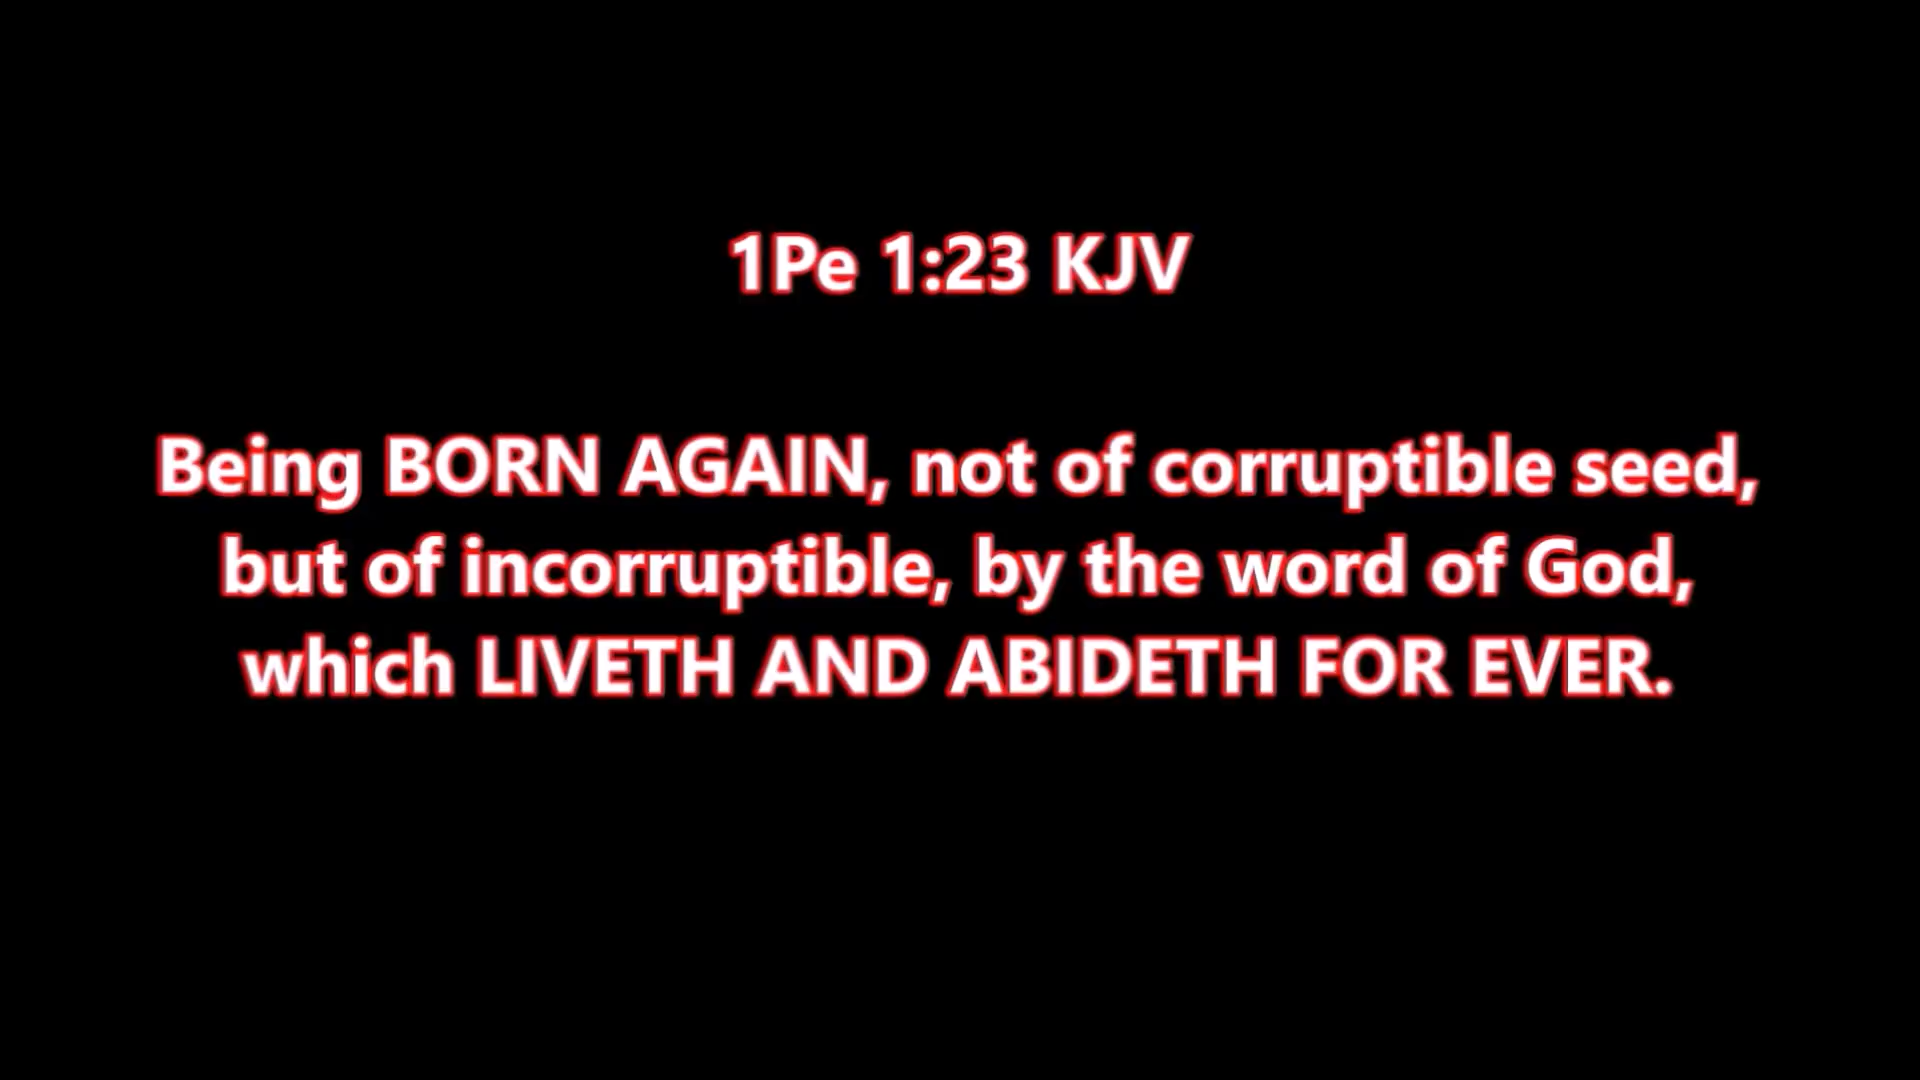 1Pe 1:23 KJV
Being BORN AGAIN, not of corruptible seed,
but of incorruptible, by the word of God,
which LIVETH AND ABIDETH FOR EVER.